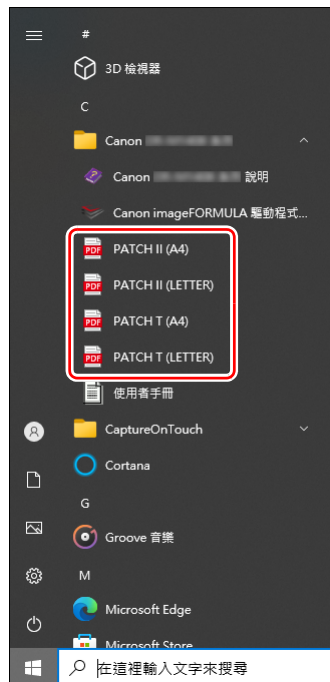 #
3D 檢視器
C
Canon
Canon 說明
Canon imageFORMULA 驅動程式...
PDF PATCH II (A4)
PDF PATCH II (LETTER)
PDF PATCH T (A4)
PDF PATCH T (LETTER)
使用者手冊
CaptureOnTouch
Cortana
G
Groove 音樂
M
Microsoft Edge
Microsoft Store
在這裡輸入文字來搜尋